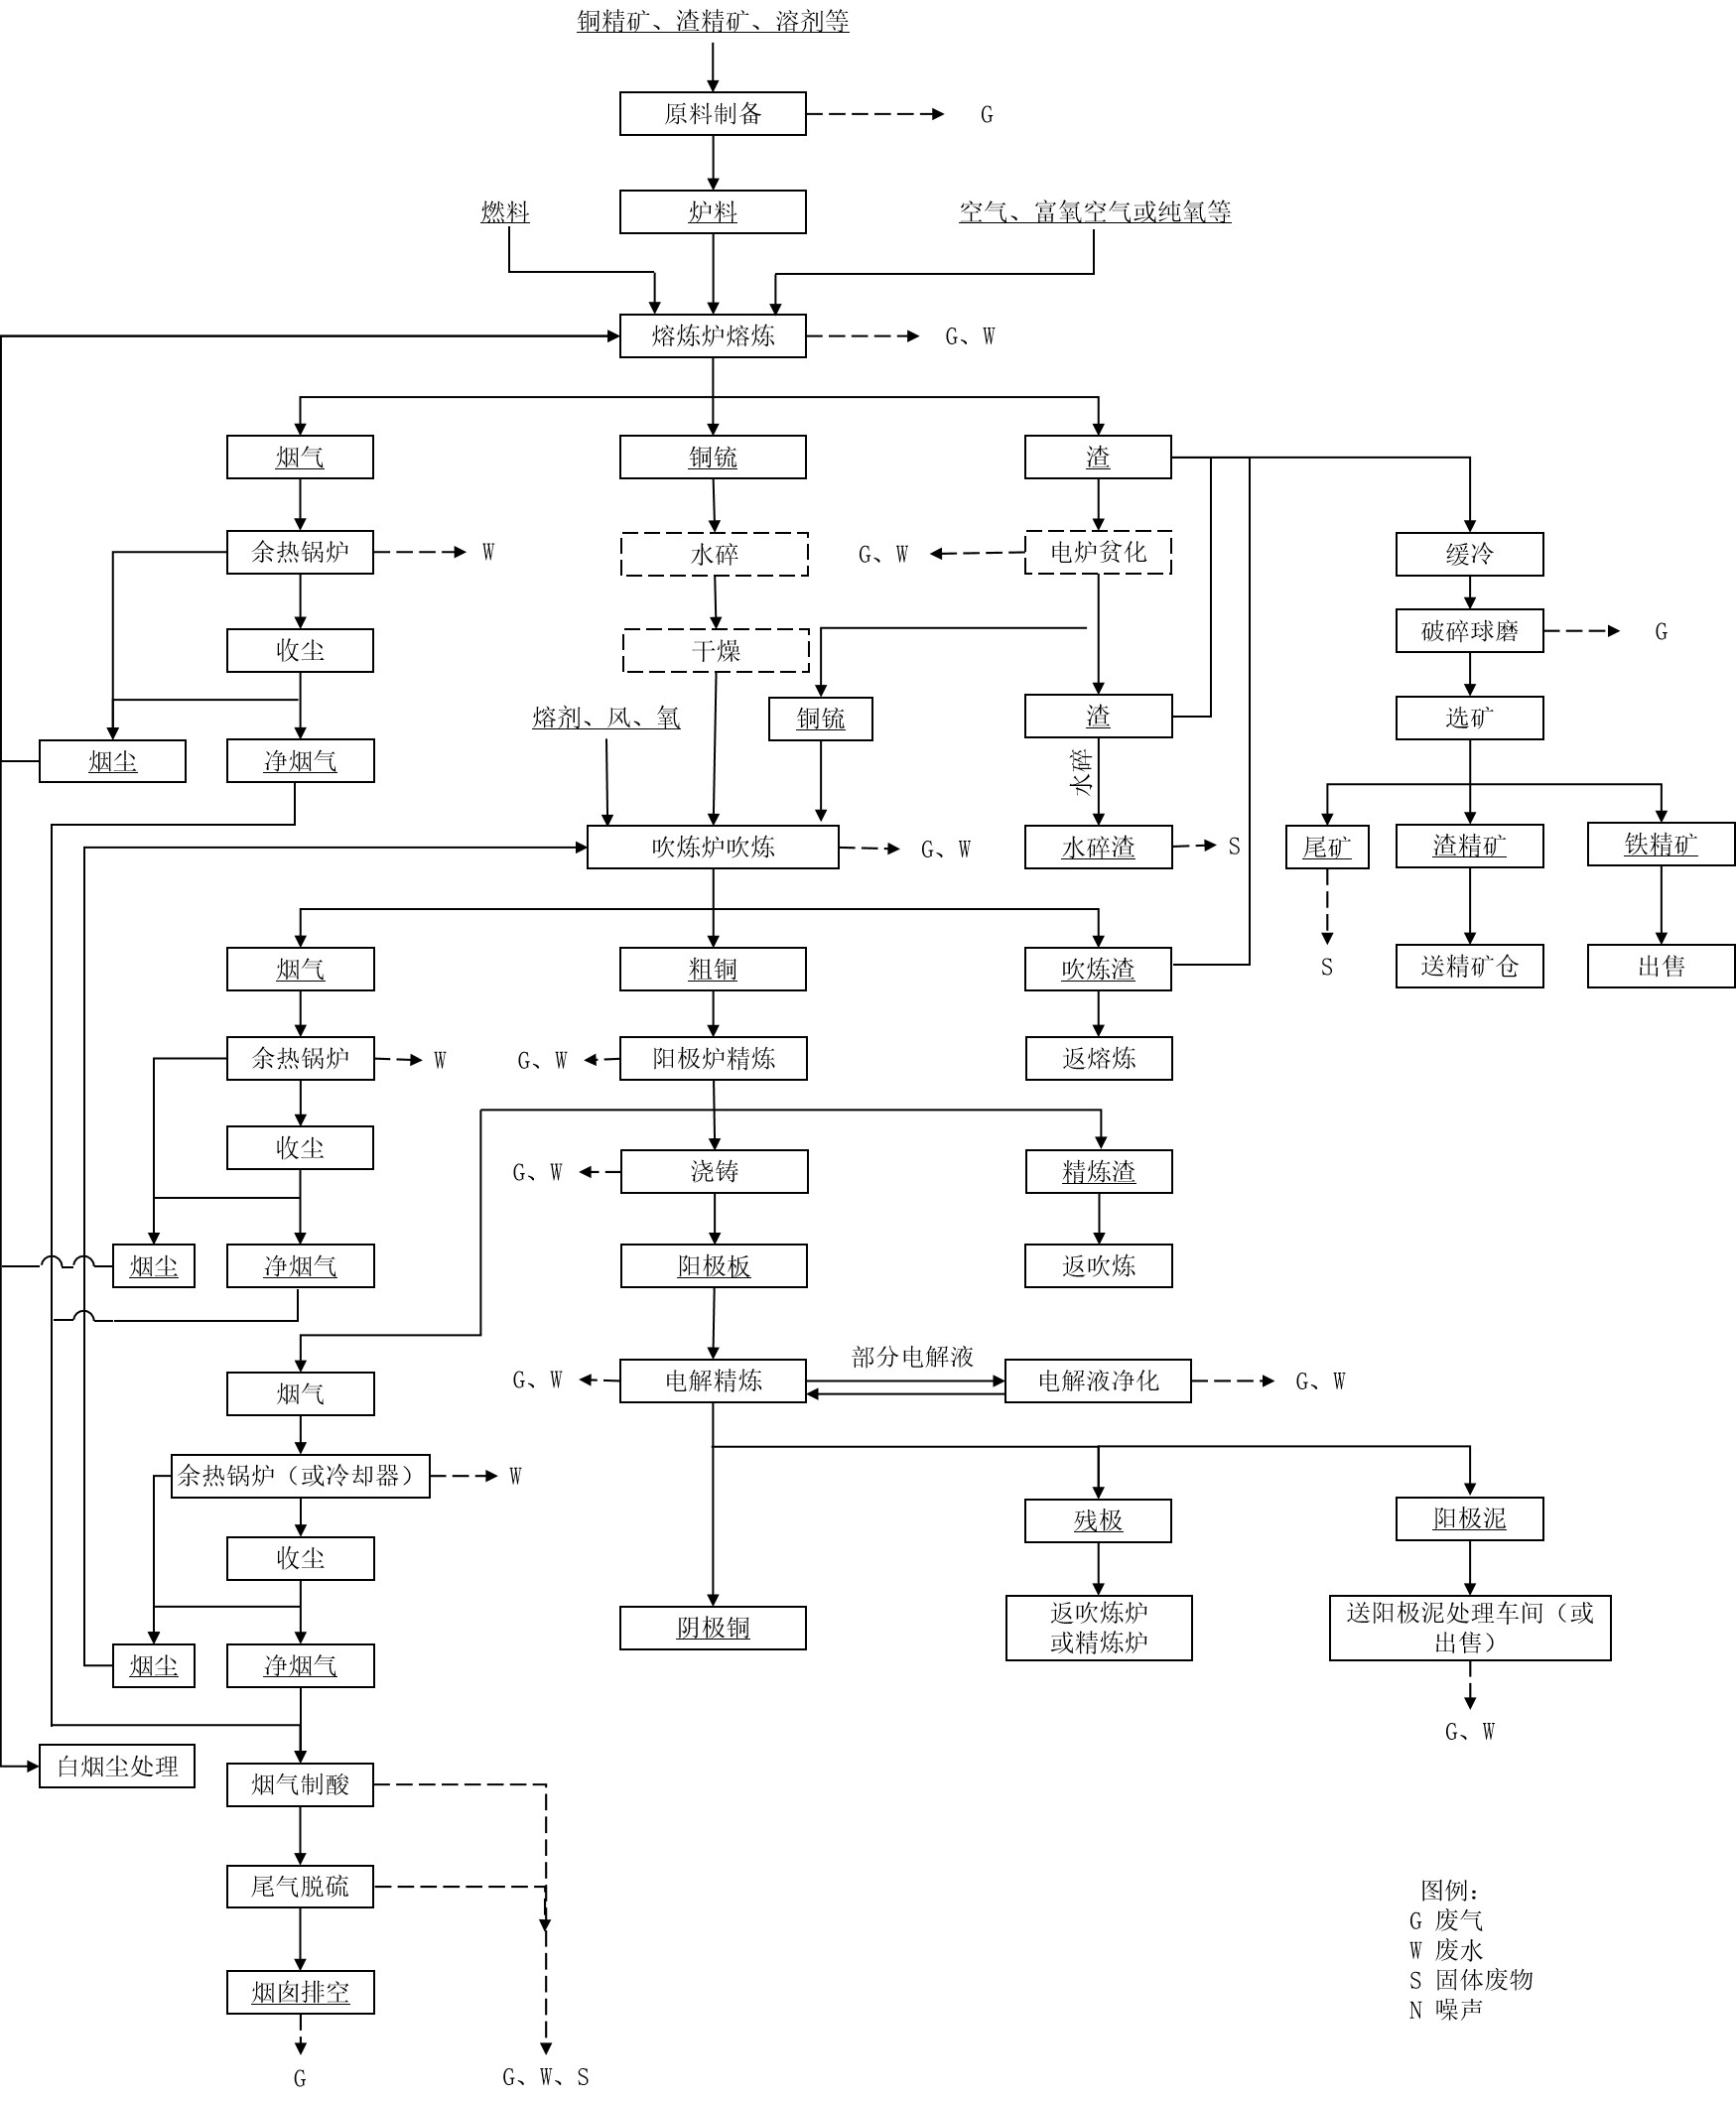 铜精矿、渣精矿、溶剂等
原料制备
G
燃料
炉料
空气、富氧空气或纯氧等
熔炼炉熔炼
G、W
烟气
铜锍
渣
余热锅炉
W
水碎
G、W
电炉贫化
缓冷
收尘
干燥
破碎球磨
G
熔剂、风、氧
铜锍
渣
选矿
烟尘
净烟气
水碎
吹炼炉吹炼
G、W
水碎渣
S
尾矿
渣精矿
铁精矿
烟气
粗铜
吹炼渣
S
送精矿仓
出售
余热锅炉
W
G、W
阳极炉精炼
返熔炼
收尘
G、W
浇铸
精炼渣
烟尘
净烟气
阳极板
返吹炼
部分电解液
烟气
G、W
电解精炼
电解液净化
G、W
余热锅炉（或冷却器）
W
残极
阳极泥
收尘
阴极铜
返吹炼炉
或精炼炉
送阳极泥处理车间（或
出售）
烟尘
净烟气
G、W
白烟尘处理
烟气制酸
尾气脱硫
烟囱排空
G
G、W、S
图例：
G 废气
W 废水
S 固体废物
N 噪声